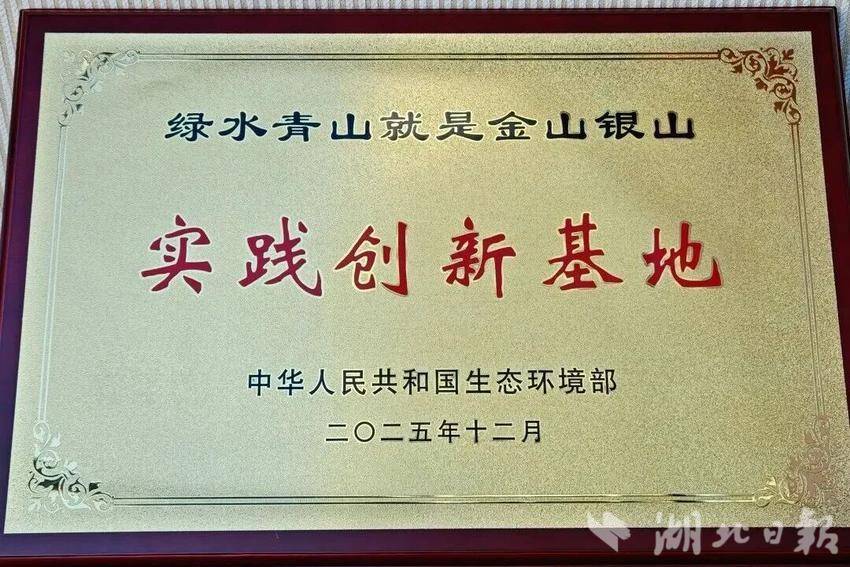 绿水青山就是金山银山
实践创新基地
中华人民共和国生态环境部
二〇二五年十二月
湖北日报